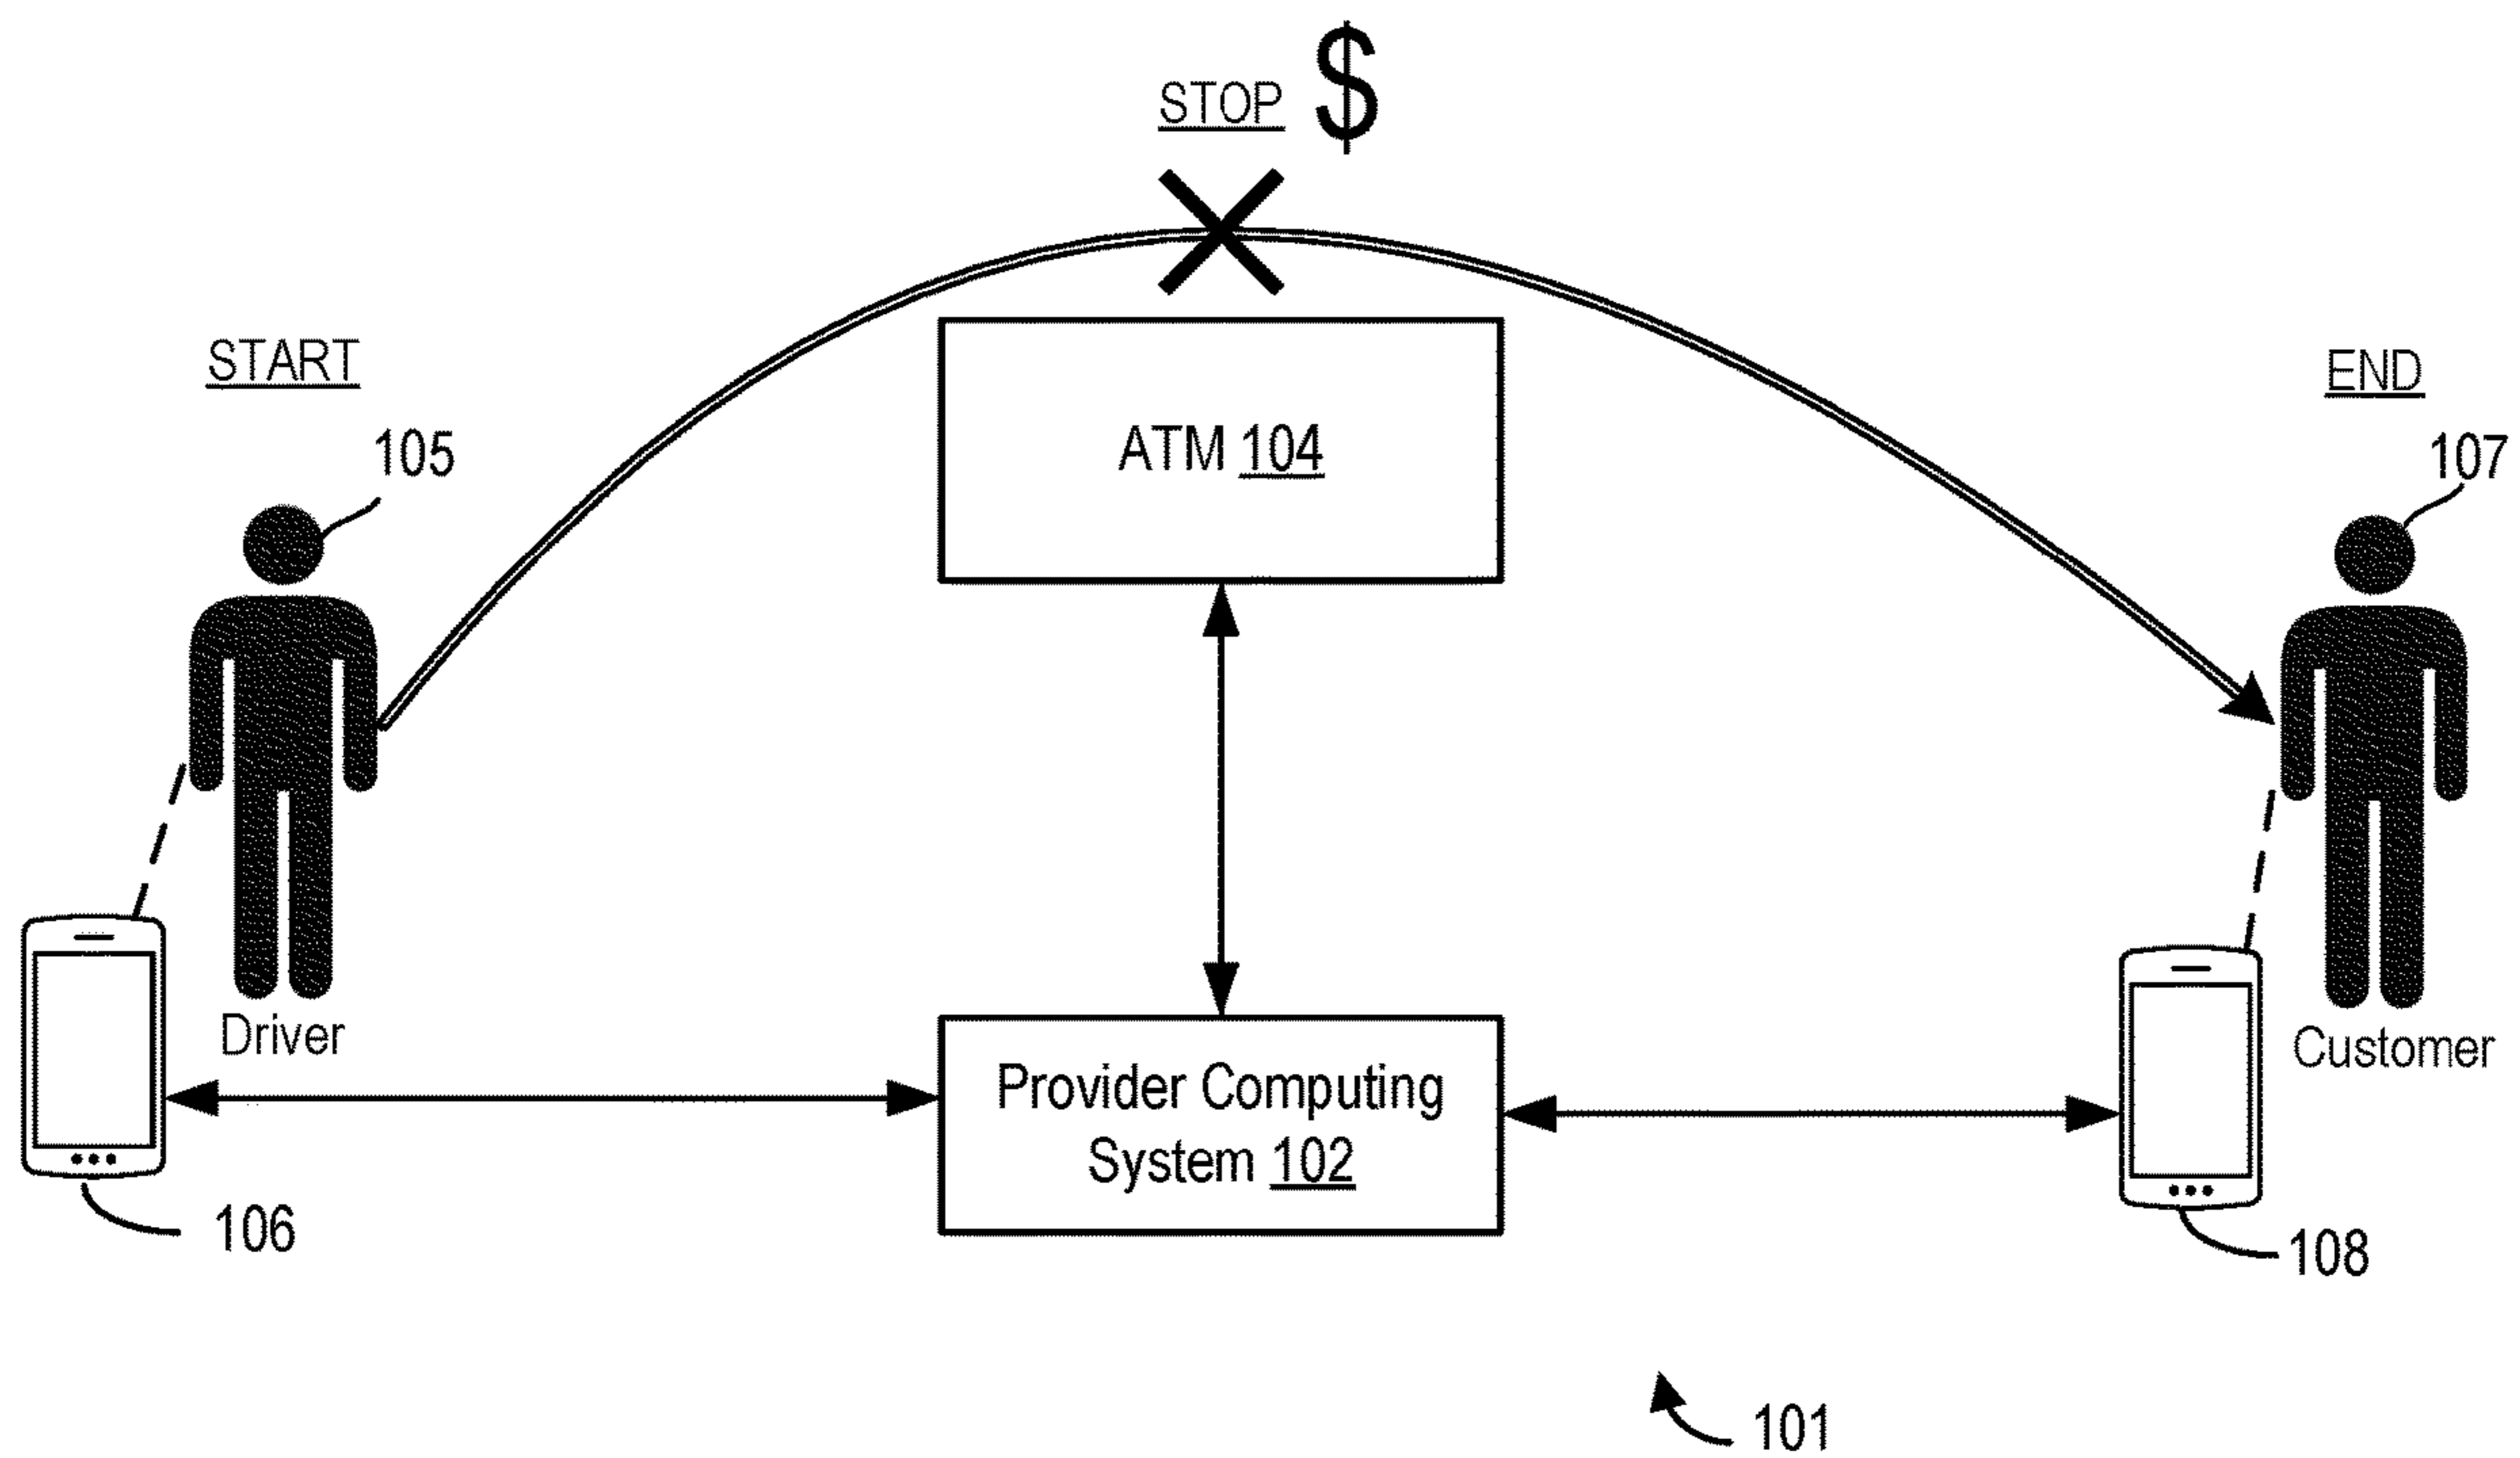 STOP $
START
END
105
ATM 104
107
Driver
Customer
Provider Computing
System 102
106
108
101